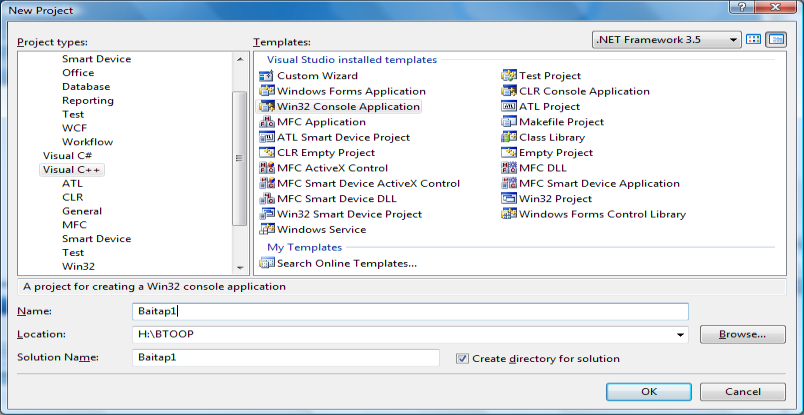 New Project
Project types:
Templates:
.NET Framework 3.5
Smart Device
Office
Database
Reporting
Test
WCF
Workflow
Visual C#
Visual C++
ATL
CLR
General
MFC
Smart Device
Test
Win32
Visual Studio installed templates
Custom Wizard
Windows Forms Application
Win32 Console Application
MFC Application
ATL Smart Device Project
CLR Empty Project
MFC ActiveX Control
MFC Smart Device ActiveX Control
MFC Smart Device DLL
Win32 Smart Device Project
Windows Service
Test Project
CLR Console Application
ATL Project
Makefile Project
Class Library
Empty Project
MFC DLL
MFC Smart Device Application
Win32 Project
Windows Forms Control Library
My Templates
Search Online Templates...
A project for creating a Win32 console application
Name: Baitap1
Location: H:\BTOOP Browse...
Solution Name: Baitap1 Create directory for solution
OK Cancel